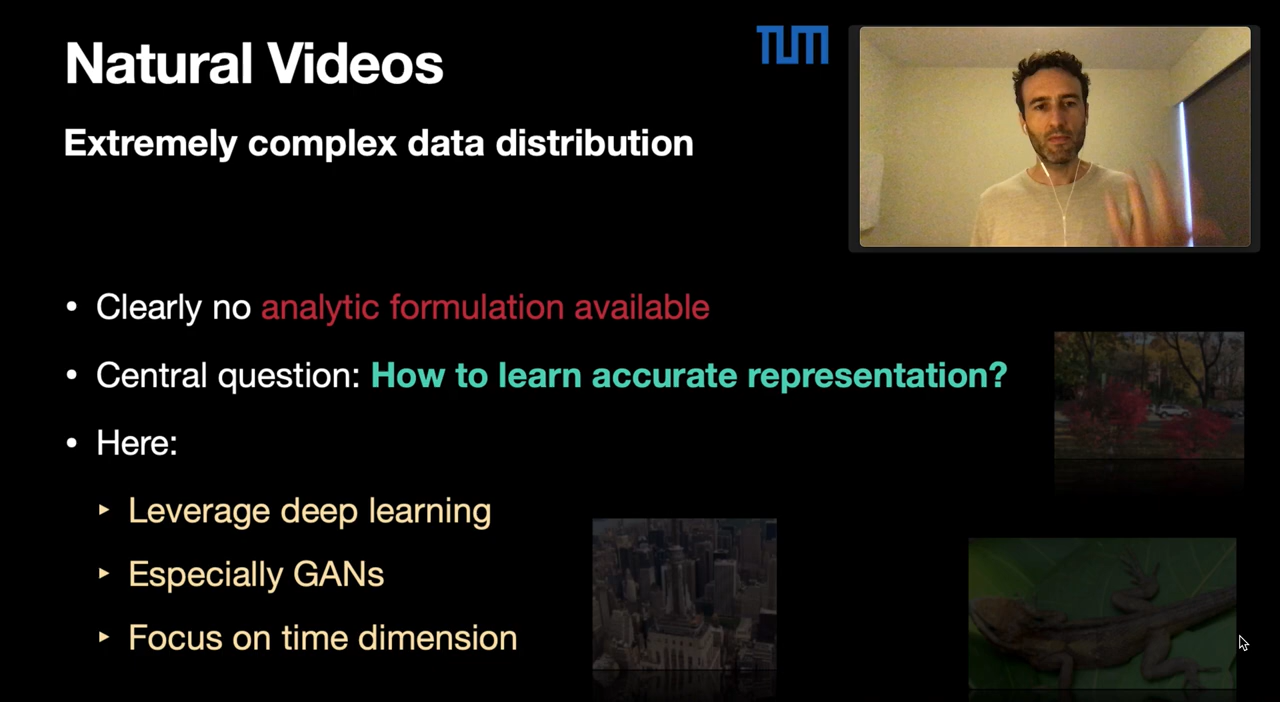 Natural Videos
TUM
Extremely complex data distribution
• Clearly no analytic formulation available
• Central question: How to learn accurate representation?
• Here:
‣ Leverage deep learning
‣ Especially GANs
‣ Focus on time dimension